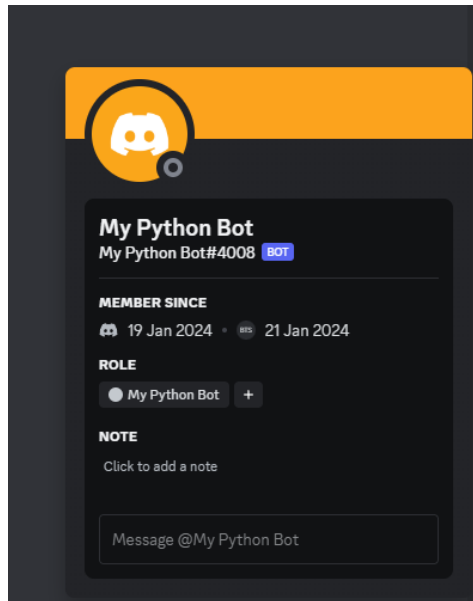 My Python Bot
My Python Bot#4008 BOT
MEMBER SINCE
19 Jan 2024 • BTS 21 Jan 2024
ROLE
My Python Bot +
NOTE
Click to add a note
Message @My Python Bot